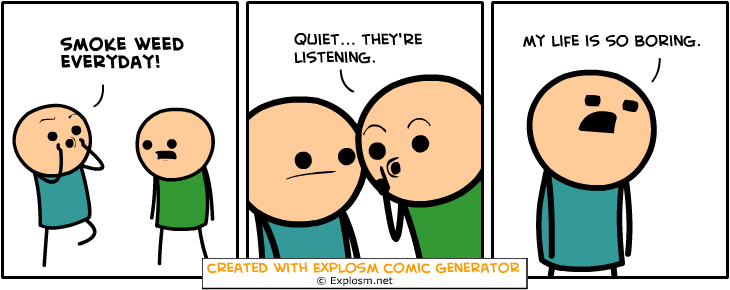 SMOKE WEED
EVERYDAY!
QUIET... THEY'RE
LISTENING.
MY LIFE IS SO BORING.
CREATED WITH EXPLOSM COMIC GENERATOR
© Explosm.net